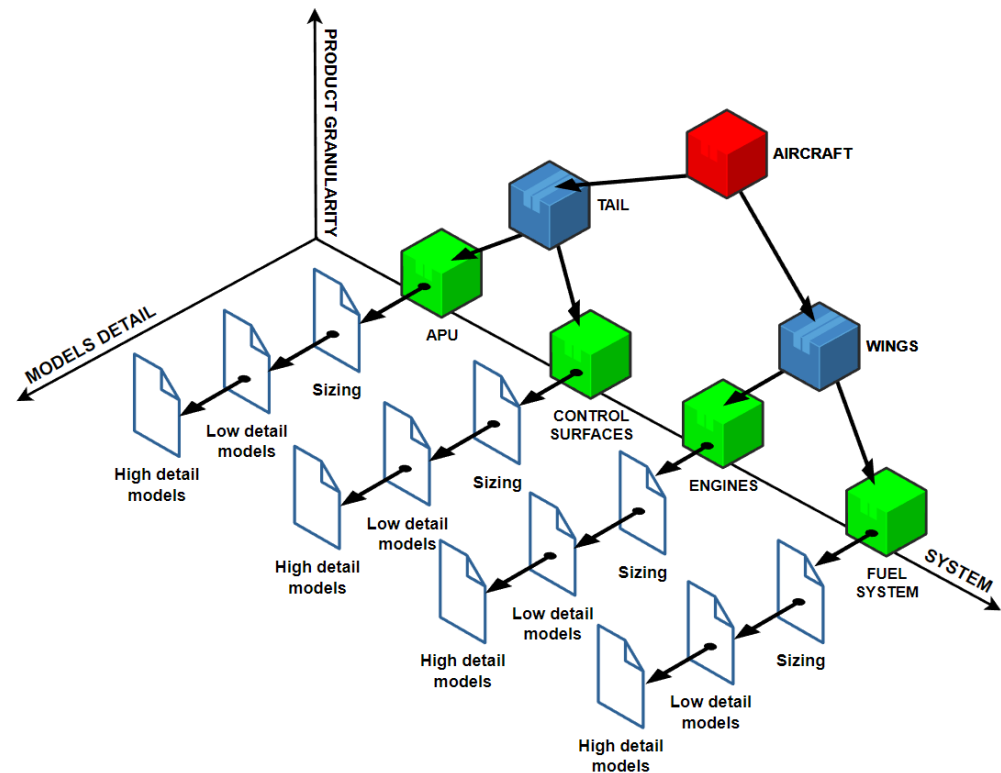 PRODUCT GRANULARITY
AIRCRAFT
TAIL
MODELS DETAIL
APU
WINGS
Sizing
CONTROL
SURFACES
Low detail
models
High detail
models
Sizing
ENGINES
Low detail
models
High detail
models
Sizing
SYSTEM
FUEL
SYSTEM
Low detail
models
High detail
models
Sizing
Low detail
models
High detail
models